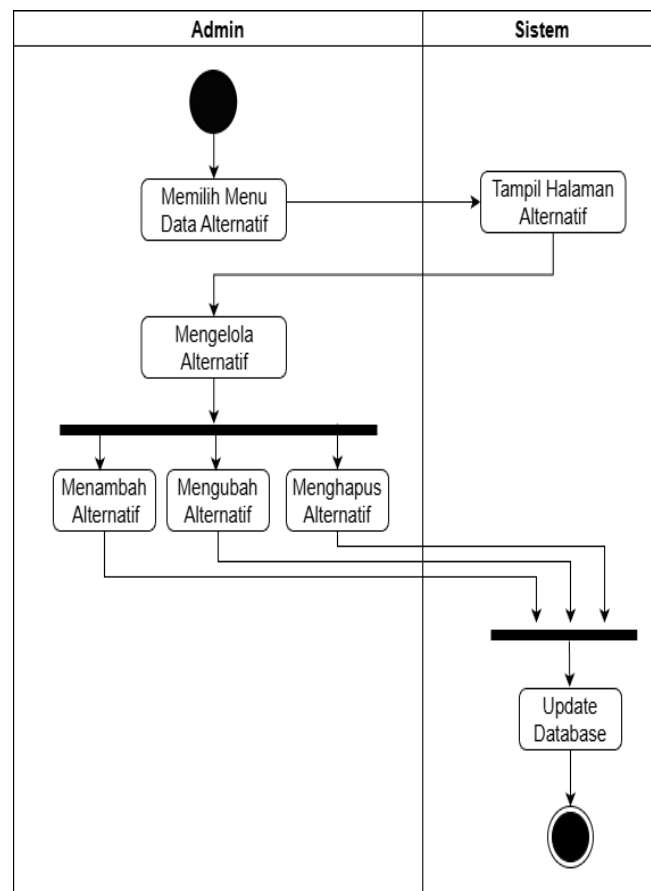 Admin
Sistem
Memilih Menu
Data Alternatif
Tampil Halaman
Alternatif
Mengelola
Alternatif
Menambah
Alternatif
Mengubah
Alternatif
Menghapus
Alternatif
Update
Database